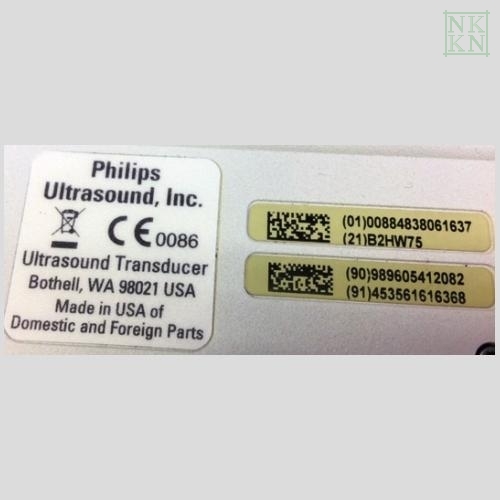 NK
KN
Philips
Ultrasound, Inc.
CE 0086
Ultrasound Transducer
Bothell, WA 98021 USA
Made in USA of
Domestic and Foreign Parts
(01)00884838061637
(21)B2HW75
(90)989605412082
(91)453561616368